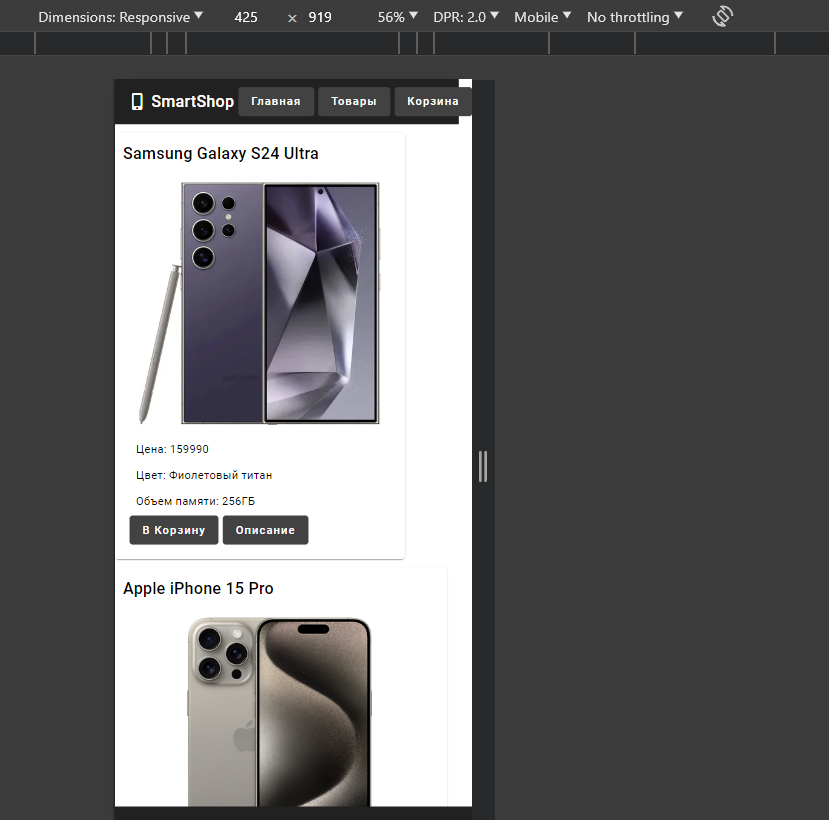 Dimensions: Responsive 425 × 919 56% DPR: 2.0 Mobile No throttling
SmartShop Главная Товары Корзина
Samsung Galaxy S24 Ultra
Цена: 159990
Цвет: Фиолетовый титан
Объем памяти: 256ГБ
В Корзину Описание
Apple iPhone 15 Pro